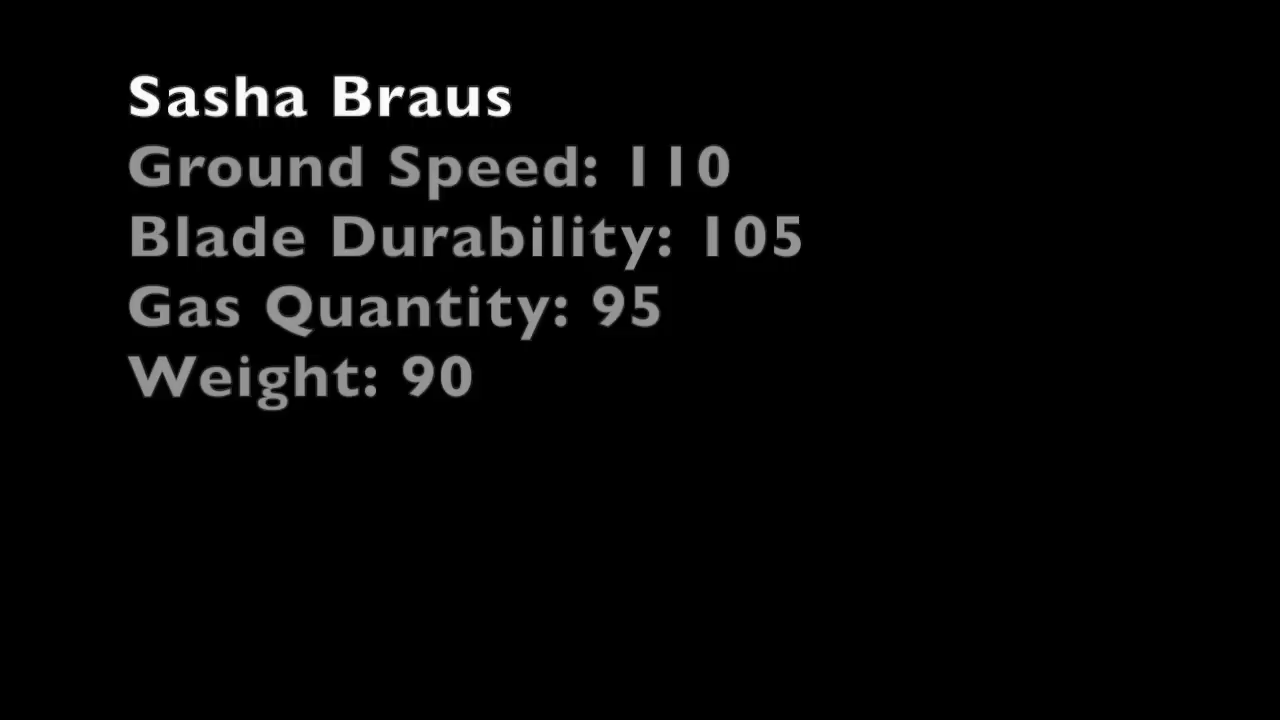 Sasha Braus
Ground Speed: 110
Blade Durability: 105
Gas Quantity: 95
Weight: 90